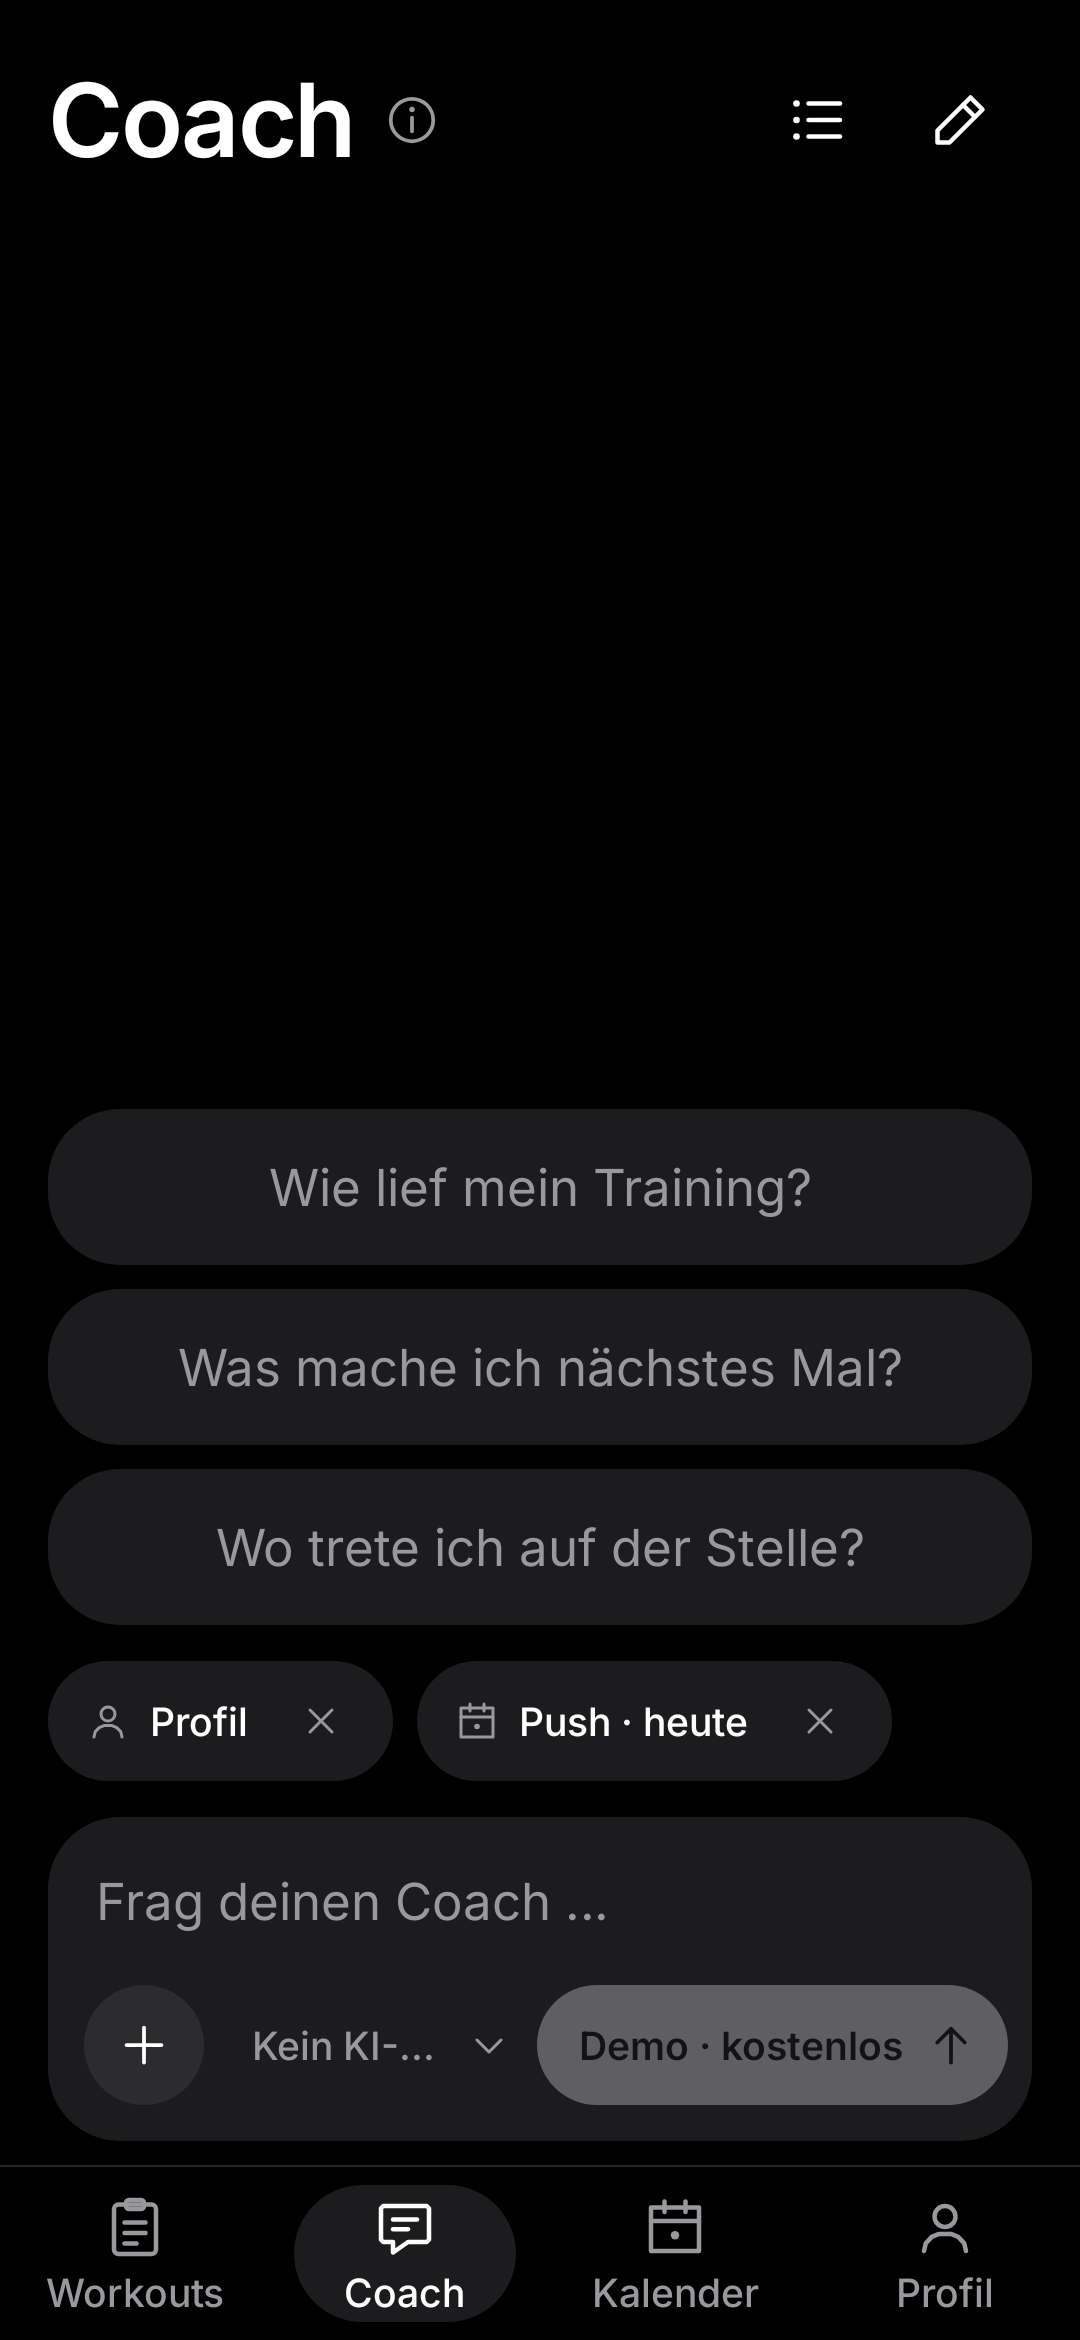 Coach
Wie lief mein Training?
Was mache ich nächstes Mal?
Wo trete ich auf der Stelle?
Profil
Push · heute
Frag deinen Coach ...
Kein KI-...
Demo · kostenlos
Workouts
Coach
Kalender
Profil